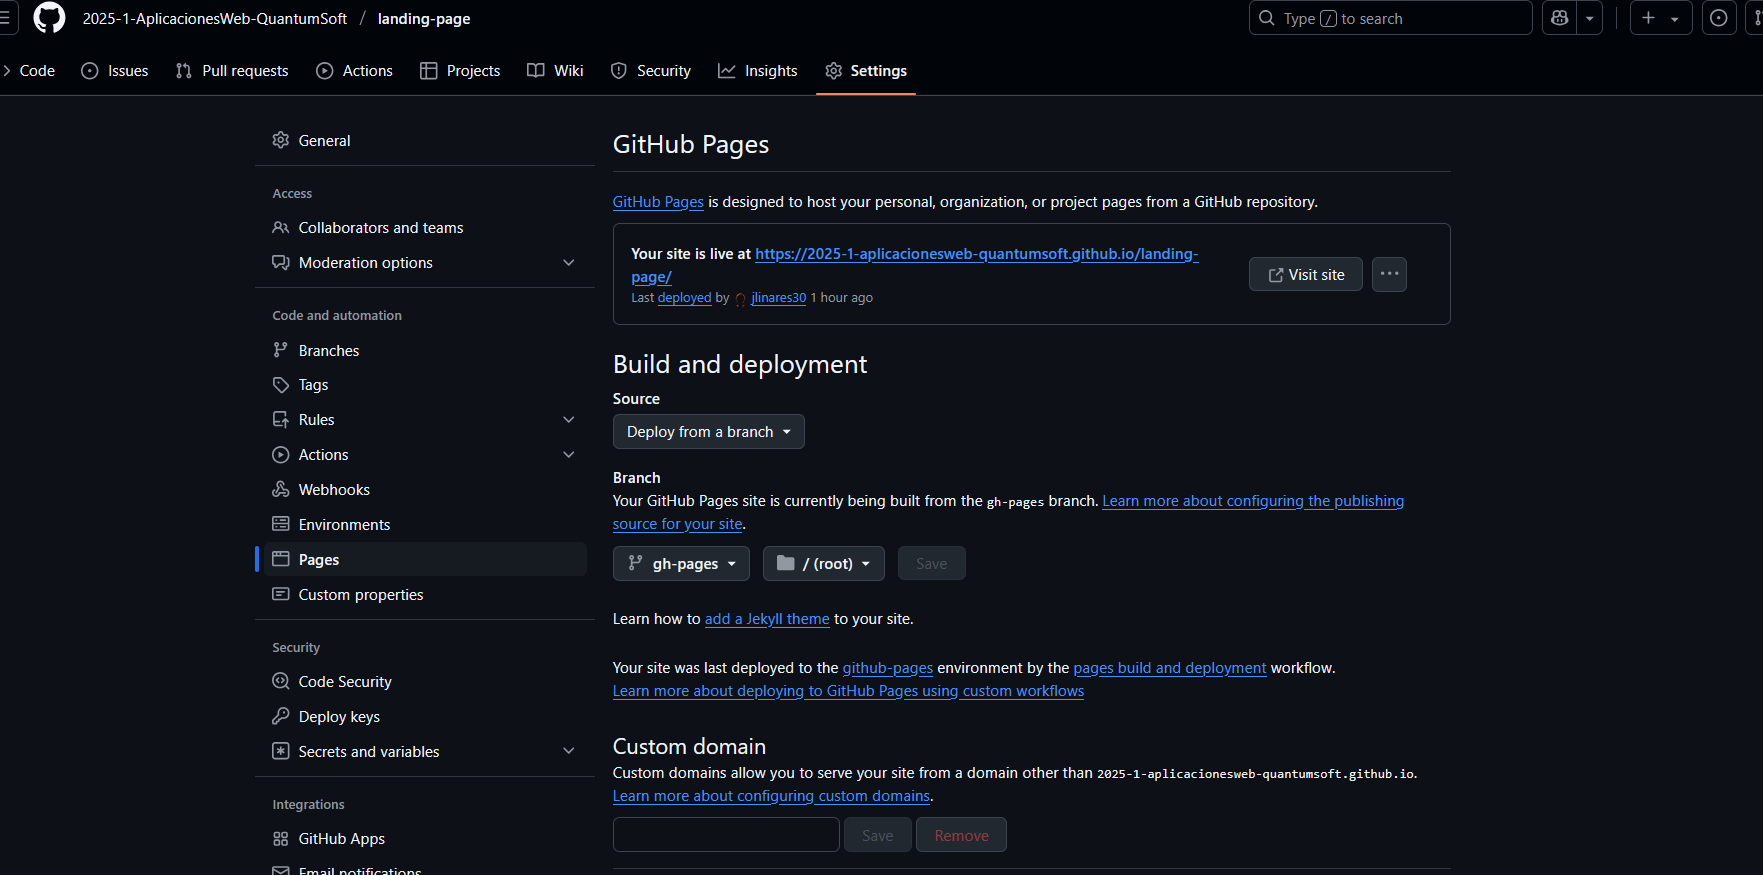 2025-1-AplicacionesWeb-QuantumSoft / landing-page
Type / to search
Code Issues Pull requests Actions Projects Wiki Security Insights Settings
General
Access
Collaborators and teams
Moderation options
Code and automation
Branches
Tags
Rules
Actions
Webhooks
Environments
Pages
Custom properties
Security
Code Security
Deploy keys
Secrets and variables
Integrations
GitHub Apps
Email notifications
GitHub Pages
GitHub Pages is designed to host your personal, organization, or project pages from a GitHub repository.
Your site is live at https://2025-1-aplicacionesweb-quantumsoft.github.io/landing-
page/
Last deployed by jlinares30 1 hour ago
Visit site
Build and deployment
Source
Deploy from a branch
Branch
Your GitHub Pages site is currently being built from the gh-pages branch. Learn more about configuring the publishing
source for your site.
gh-pages / (root) Save
Learn how to add a Jekyll theme to your site.
Your site was last deployed to the github-pages environment by the pages build and deployment workflow.
Learn more about deploying to GitHub Pages using custom workflows
Custom domain
Custom domains allow you to serve your site from a domain other than 2025-1-aplicacionesweb-quantumsoft.github.io.
Learn more about configuring custom domains.
Save Remove